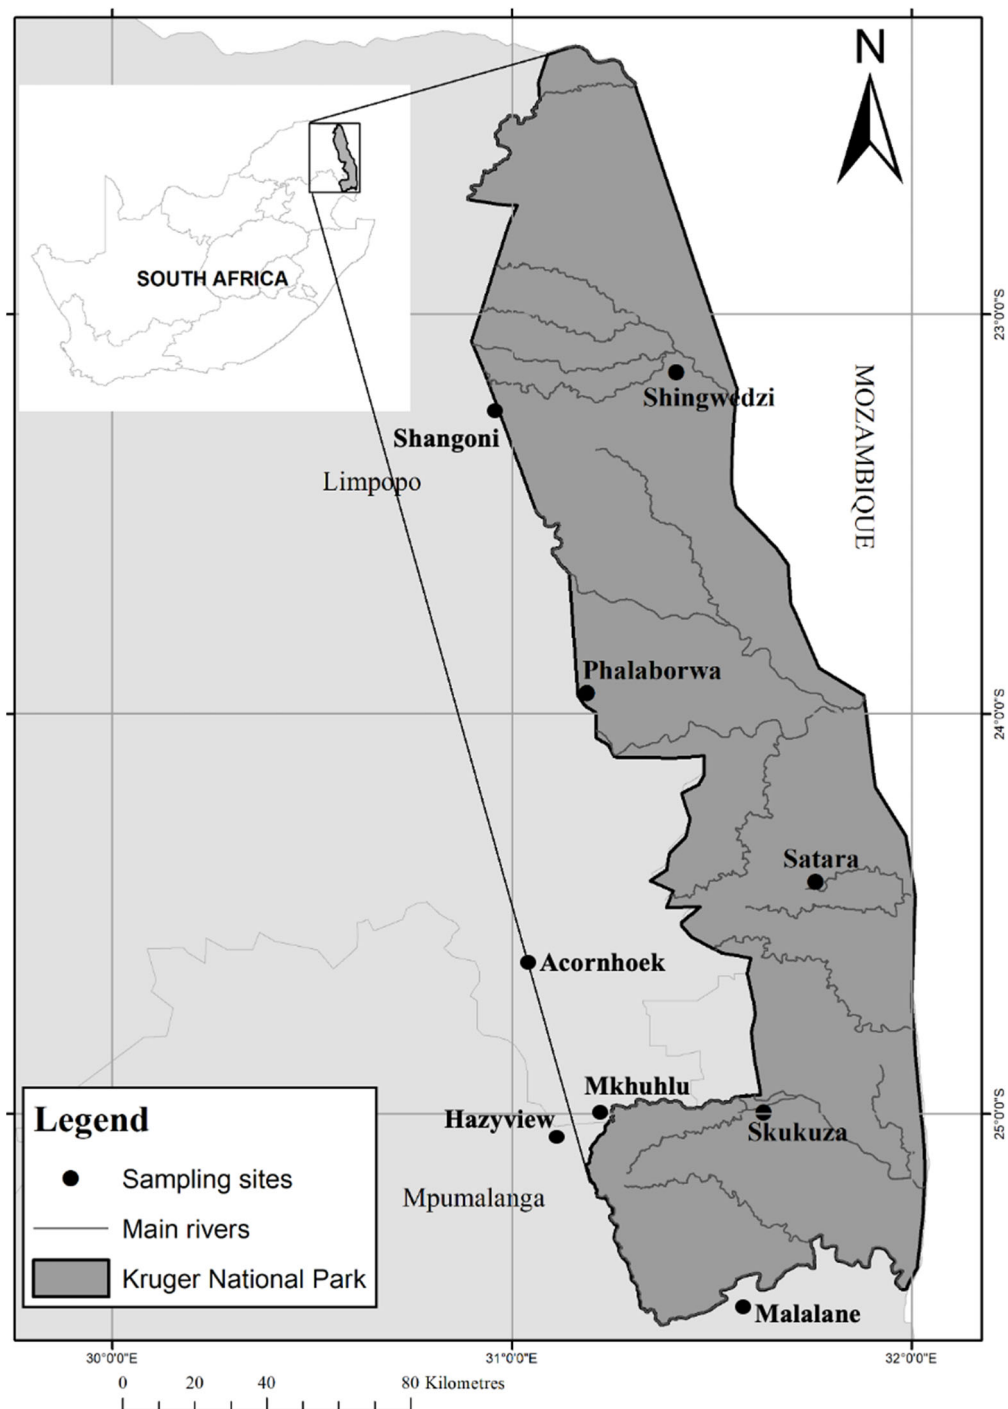 N
SOUTH AFRICA
23°0'0"S
MOZAMBIQUE
Shingwedzi
Shangoni
Limpopo
Phalaborwa
24°0'0"S
Satara
Acornhoek
Mkhuhlu
Hazyview
25°0'0"S
Skukuza
Mpumalanga
Malalane
Legend
Sampling sites
Main rivers
Kruger National Park
30°0'0"E 31°0'0"E 32°0'0"E
0 20 40 80 Kilometres